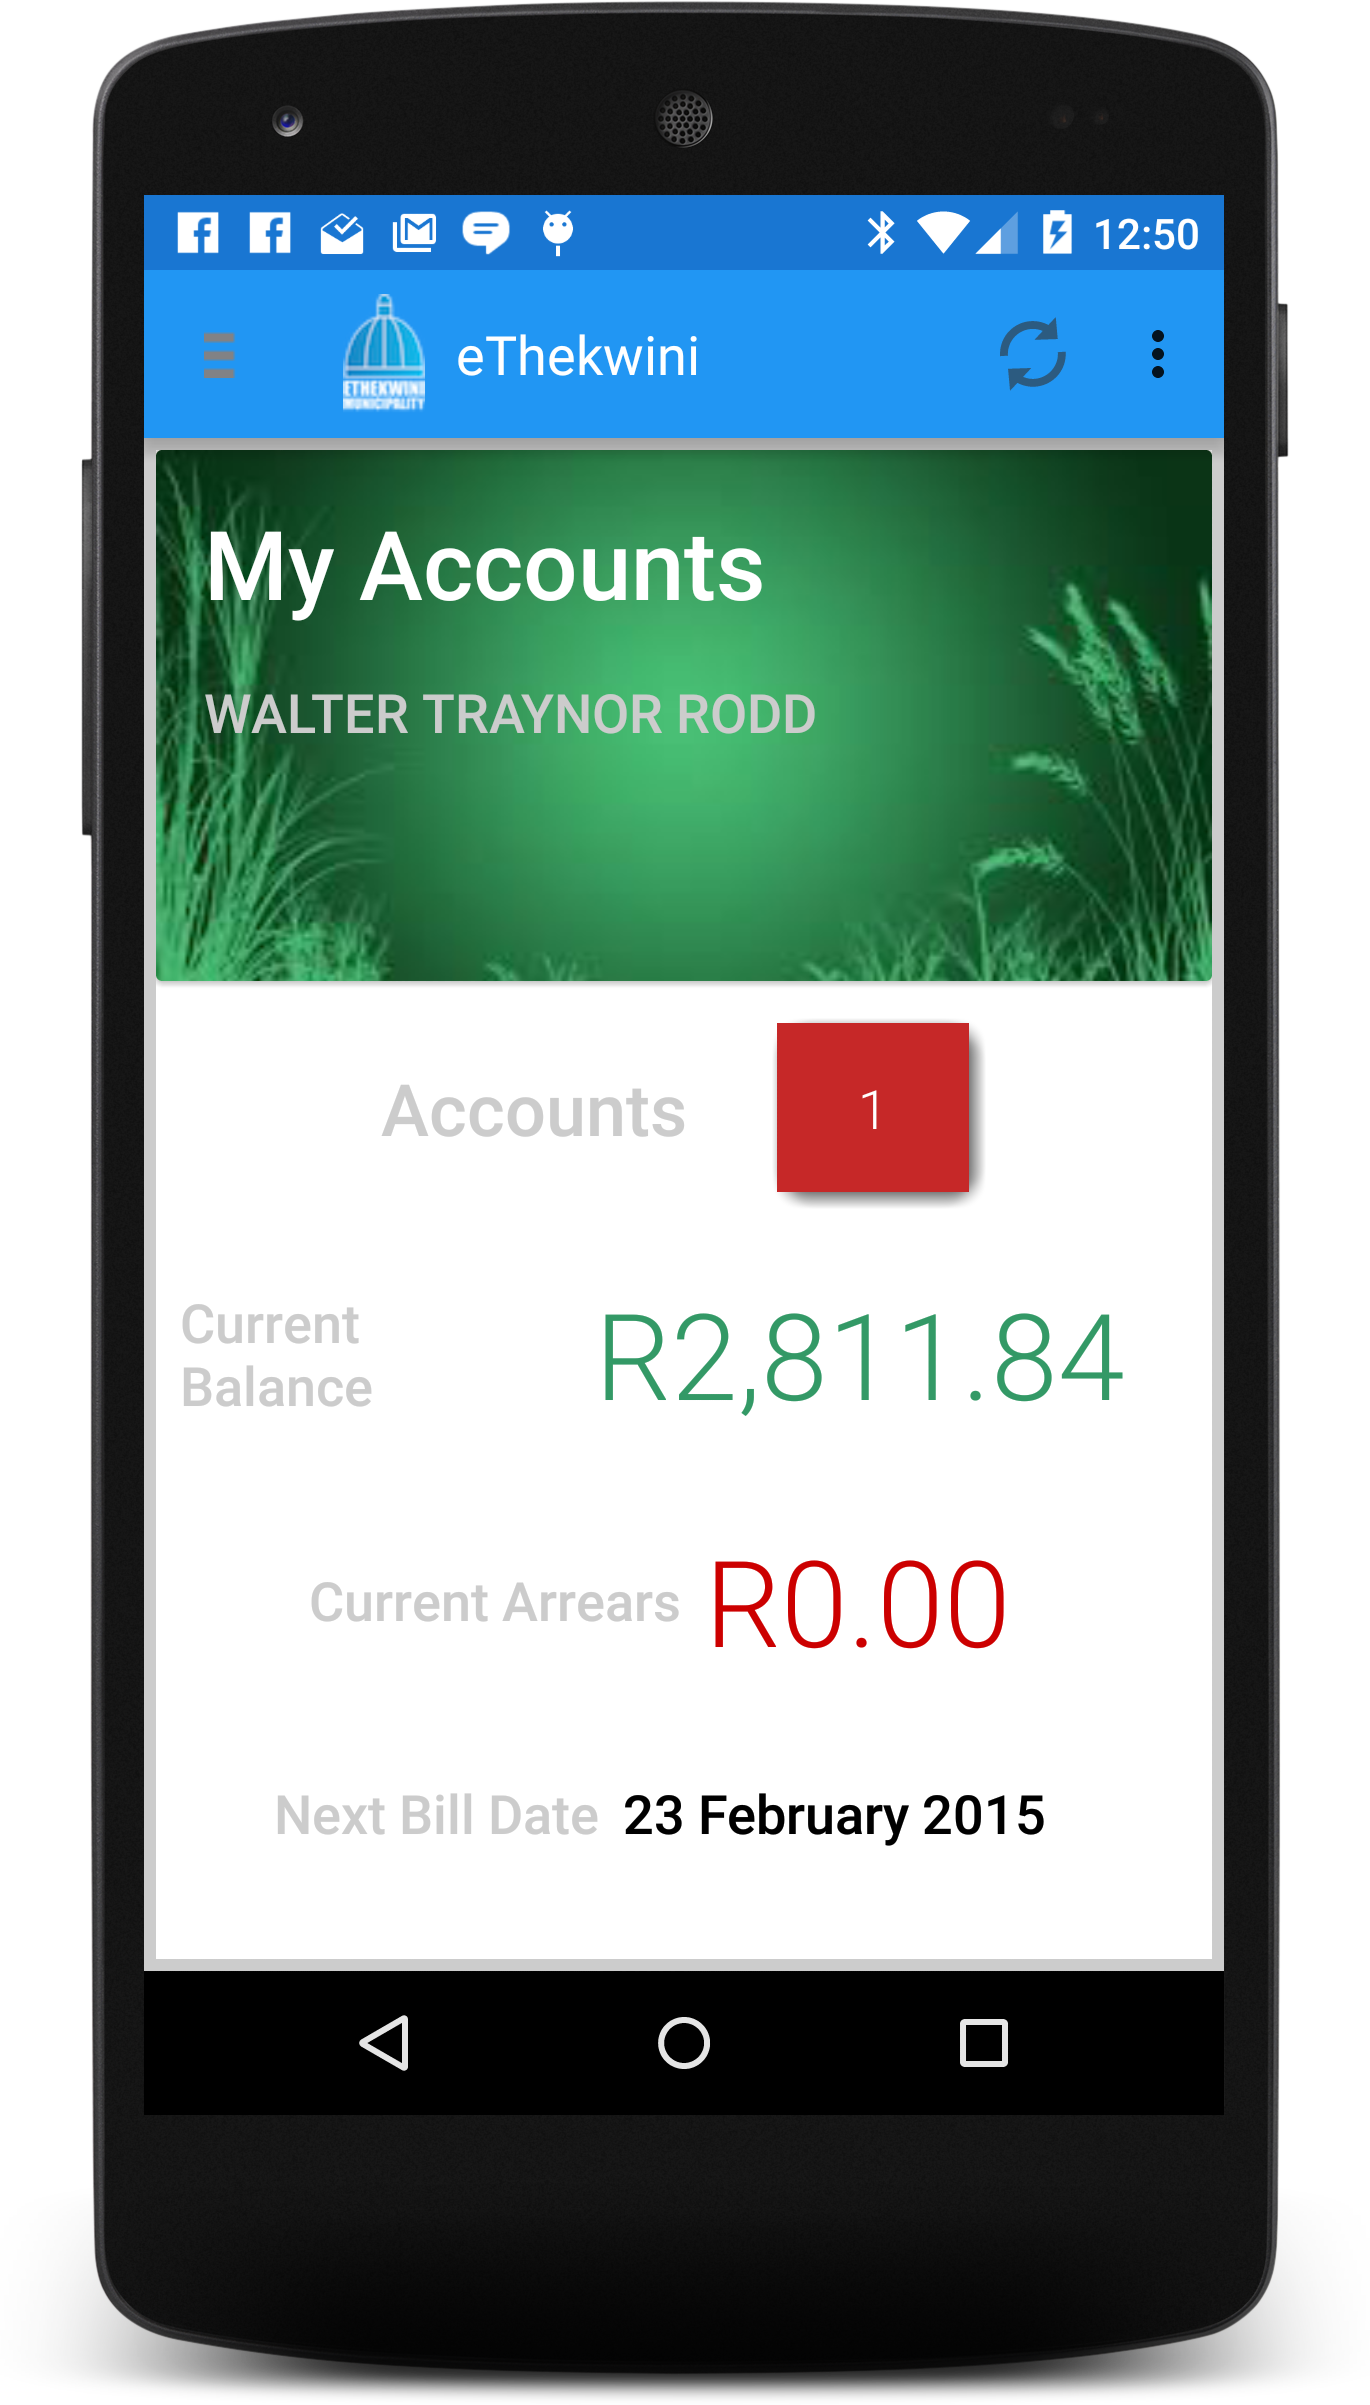 12:50
ETHEKWINI
MUNICIPALITY
eThekwini
My Accounts
WALTER TRAYNOR RODD
Accounts 1
Current
Balance
R2,811.84
Current Arrears R0.00
Next Bill Date 23 February 2015